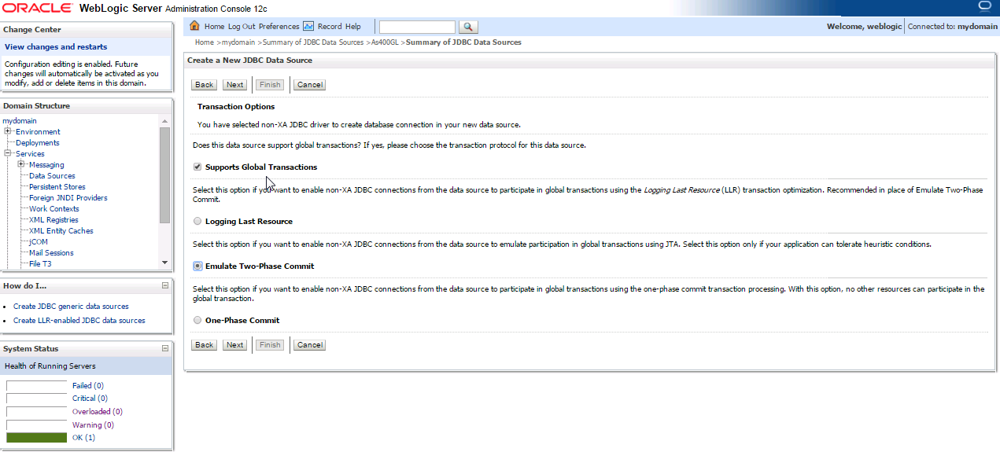 ORACLE WebLogic Server Administration Console 12c
Change Center
View changes and restarts
Configuration editing is enabled. Future
changes will automatically be activated as you
modify, add or delete items in this domain.
Domain Structure
mydomain
Environment
Deployments
Services
Messaging
Data Sources
Persistent Stores
Foreign JNDI Providers
Work Contexts
XML Registries
XML Entity Caches
jCOM
Mail Sessions
File T3
How do I...
Create JDBC generic data sources
Create LLR-enabled JDBC data sources
System Status
Health of Running Servers
Failed (0)
Critical (0)
Overloaded (0)
Warning (0)
OK (1)
Home Log Out Preferences Record Help
Welcome, weblogic Connected to: mydomain
Home >mydomain >Summary of JDBC Data Sources >As400GL >Summary of JDBC Data Sources
Create a New JDBC Data Source
Back Next Finish Cancel
Transaction Options
You have selected non-XA JDBC driver to create database connection in your new data source.
Does this data source support global transactions? If yes, please choose the transaction protocol for this data source.
Supports Global Transactions
Select this option if you want to enable non-XA JDBC connections from the data source to participate in global transactions using the Logging Last Resource (LLR) transaction optimization. Recommended in place of Emulate Two-Phase
Commit.
Logging Last Resource
Select this option if you want to enable non-XA JDBC connections from the data source to emulate participation in global transactions using JTA. Select this option only if your application can tolerate heuristic conditions.
Emulate Two-Phase Commit
Select this option if you want to enable non-XA JDBC connections from the data source to participate in global transactions using the one-phase commit transaction processing. With this option, no other resources can participate in the
global transaction.
One-Phase Commit
Back Next Finish Cancel